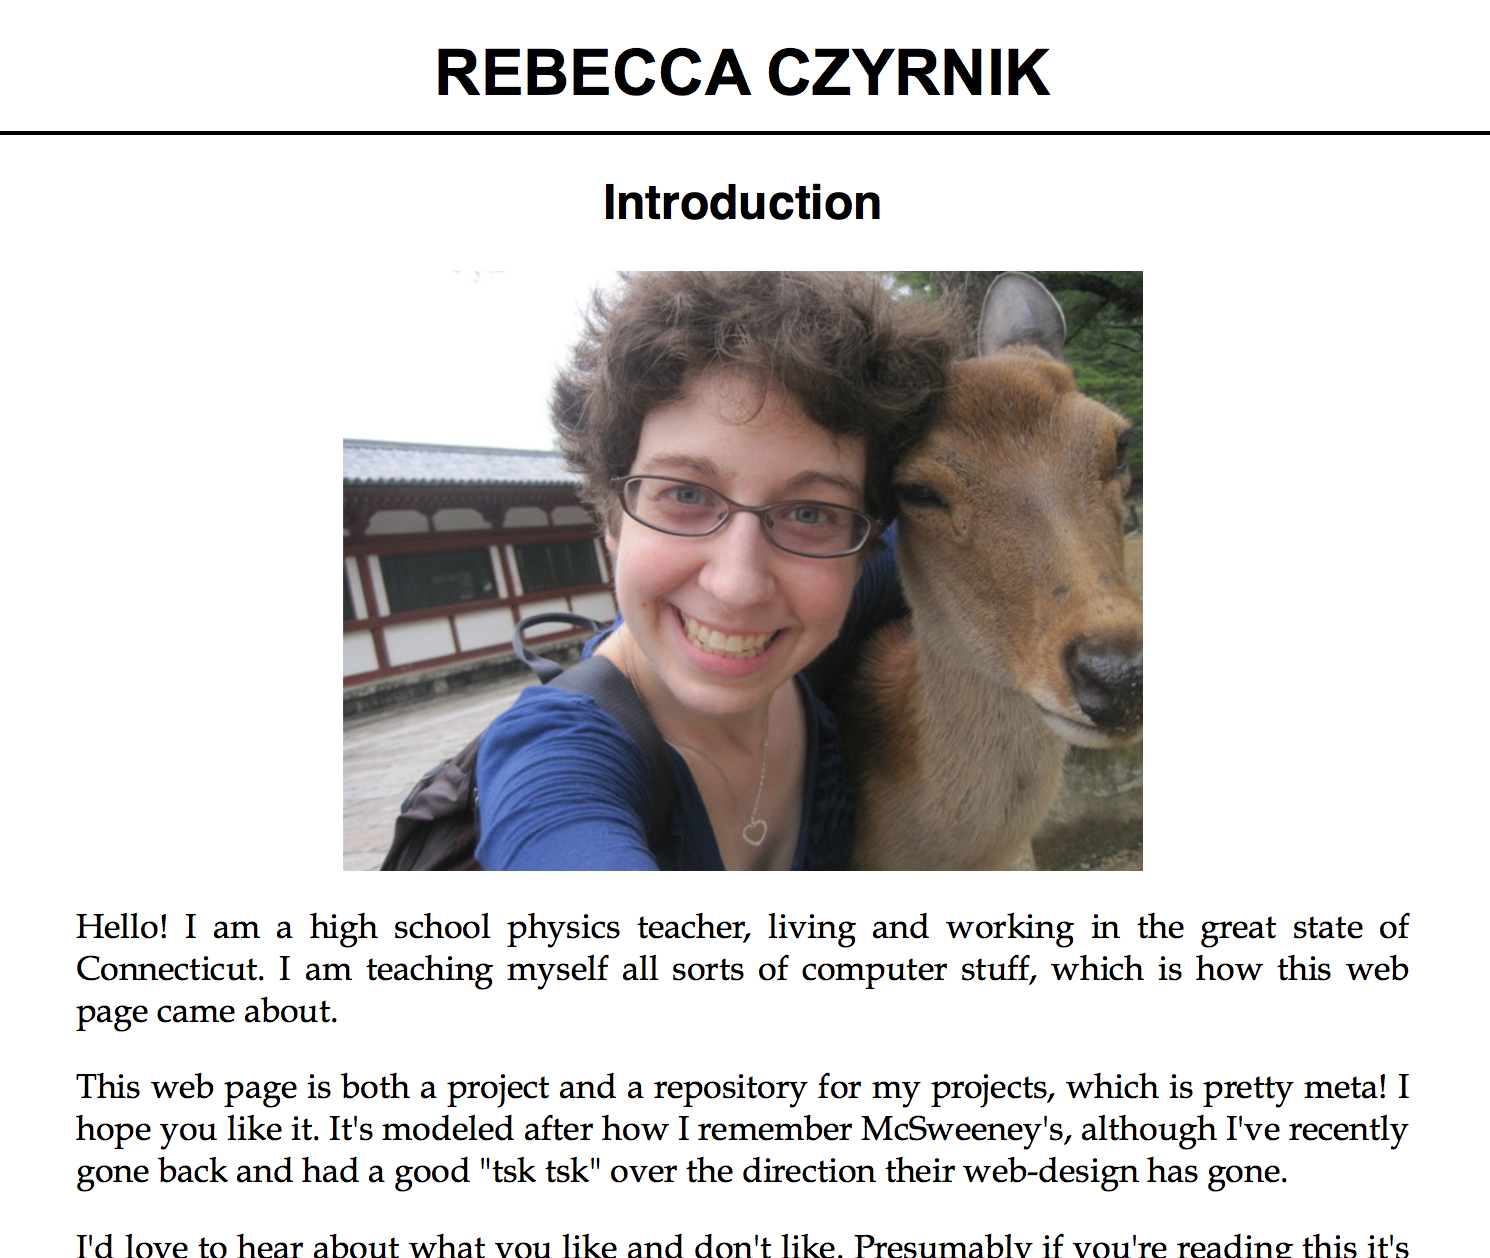 REBECCA CZYRNIK
Introduction
Hello! I am a high school physics teacher, living and working in the great state of
Connecticut. I am teaching myself all sorts of computer stuff, which is how this web
page came about.
This web page is both a project and a repository for my projects, which is pretty meta! I
hope you like it. It's modeled after how I remember McSweeney's, although I've recently
gone back and had a good "tsk tsk" over the direction their web-design has gone.
I'd love to hear about what you like and don't like. Presumably if you're reading this it's